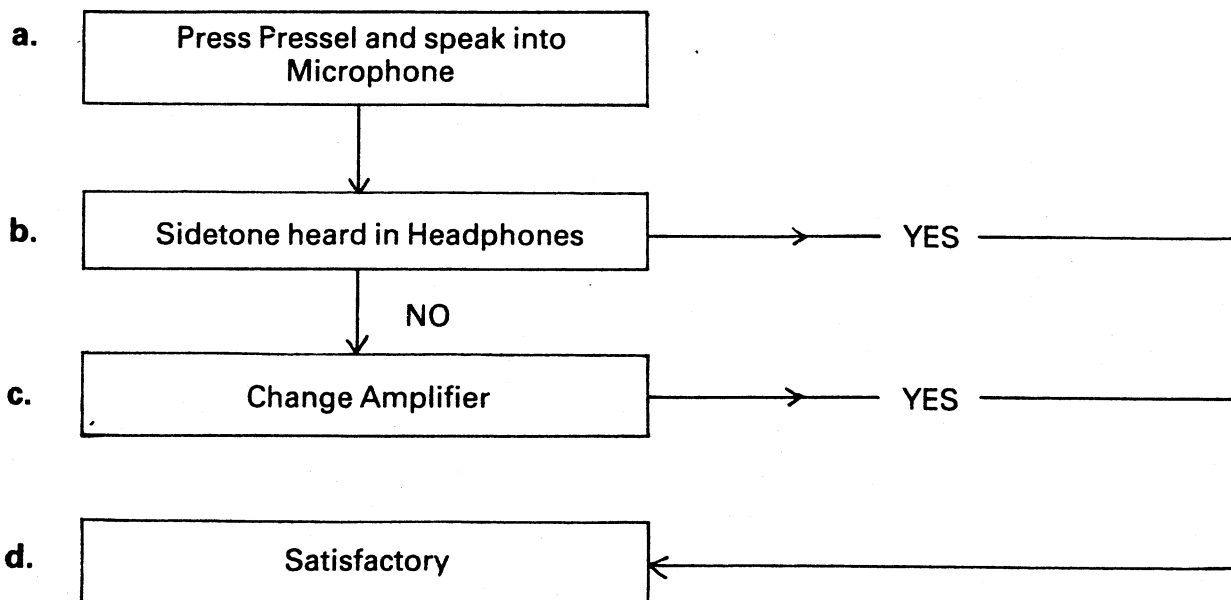 a.
Press Pressel and speak into
Microphone
b.
Sidetone heard in Headphones
YES
NO
c.
Change Amplifier
YES
d.
Satisfactory